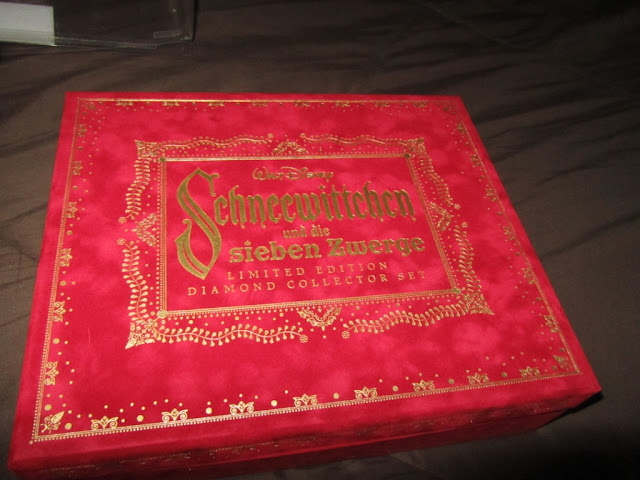 Walt Disney
Schneewittchen
und die
sieben Zwerge
LIMITED EDITION
DIAMOND COLLECTOR SET